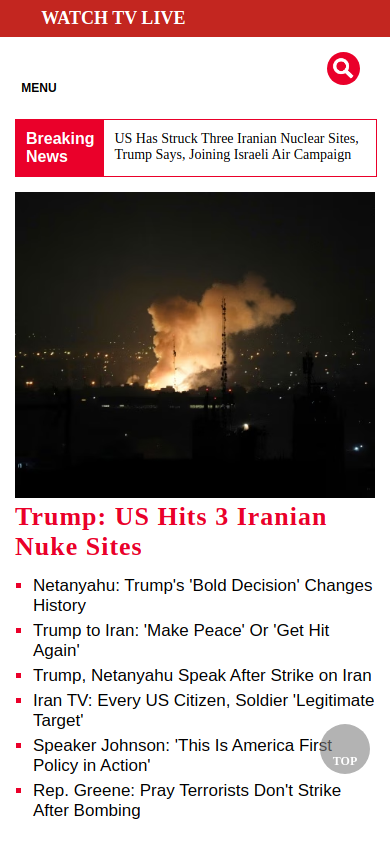 WATCH TV LIVE
MENU
Breaking
News
US Has Struck Three Iranian Nuclear Sites,
Trump Says, Joining Israeli Air Campaign
Trump: US Hits 3 Iranian
Nuke Sites
Netanyahu: Trump's 'Bold Decision' Changes
History
Trump to Iran: 'Make Peace' Or 'Get Hit
Again'
Trump, Netanyahu Speak After Strike on Iran
Iran TV: Every US Citizen, Soldier 'Legitimate
Target'
Speaker Johnson: 'This Is America First
Policy in Action'
TOP
Rep. Greene: Pray Terrorists Don't Strike
After Bombing